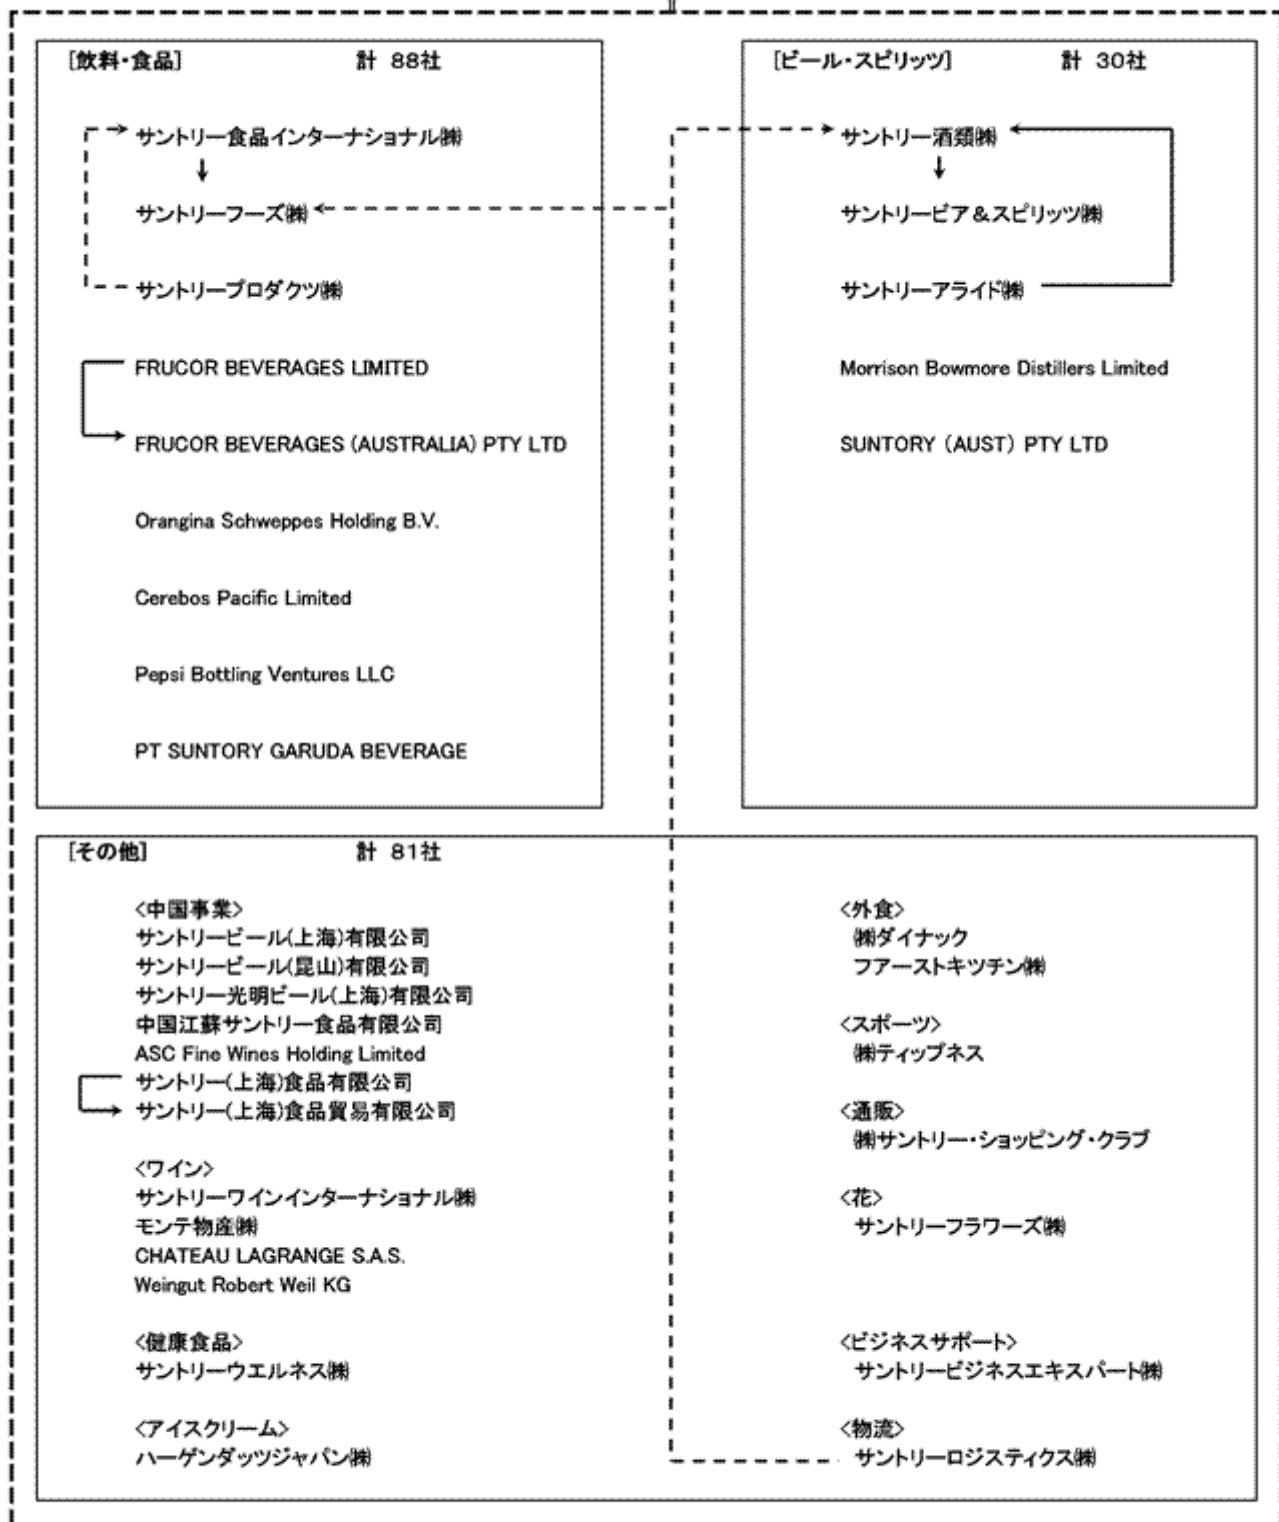 [飲料・食品] 計 88社
サントリー食品インターナショナル㈱
サントリーフーズ㈱
サントリープロダクツ㈱
FRUCOR BEVERAGES LIMITED
FRUCOR BEVERAGES (AUSTRALIA) PTY LTD
Orangina Schweppes Holding B.V.
Cerebos Pacific Limited
Pepsi Bottling Ventures LLC
PT SUNTORY GARUDA BEVERAGE
[ビール・スピリッツ] 計 30社
サントリー酒類㈱
サントリービア＆スピリッツ㈱
サントリーアライド㈱
Morrison Bowmore Distillers Limited
SUNTORY (AUST) PTY LTD
[その他] 計 81社
<中国事業>
サントリービール(上海)有限公司
サントリービール(昆山)有限公司
サントリー光明ビール(上海)有限公司
中国江蘇サントリー食品有限公司
ASC Fine Wines Holding Limited
サントリー(上海)食品有限公司
サントリー(上海)食品貿易有限公司
<ワイン>
サントリーワインインターナショナル㈱
モンテ物産㈱
CHATEAU LAGRANGE S.A.S.
Weingut Robert Weil KG
<健康食品>
サントリーウエルネス㈱
<アイスクリーム>
ハーゲンダッツジャパン㈱
<外食>
㈱ダイナック
フアーストキツチン㈱
<スポーツ>
㈱ティップネス
<通販>
㈱サントリー・ショッピング・クラブ
<花>
サントリーフラワーズ㈱
<ビジネスサポート>
サントリービジネスエキスパート㈱
<物流>
サントリーロジスティクス㈱